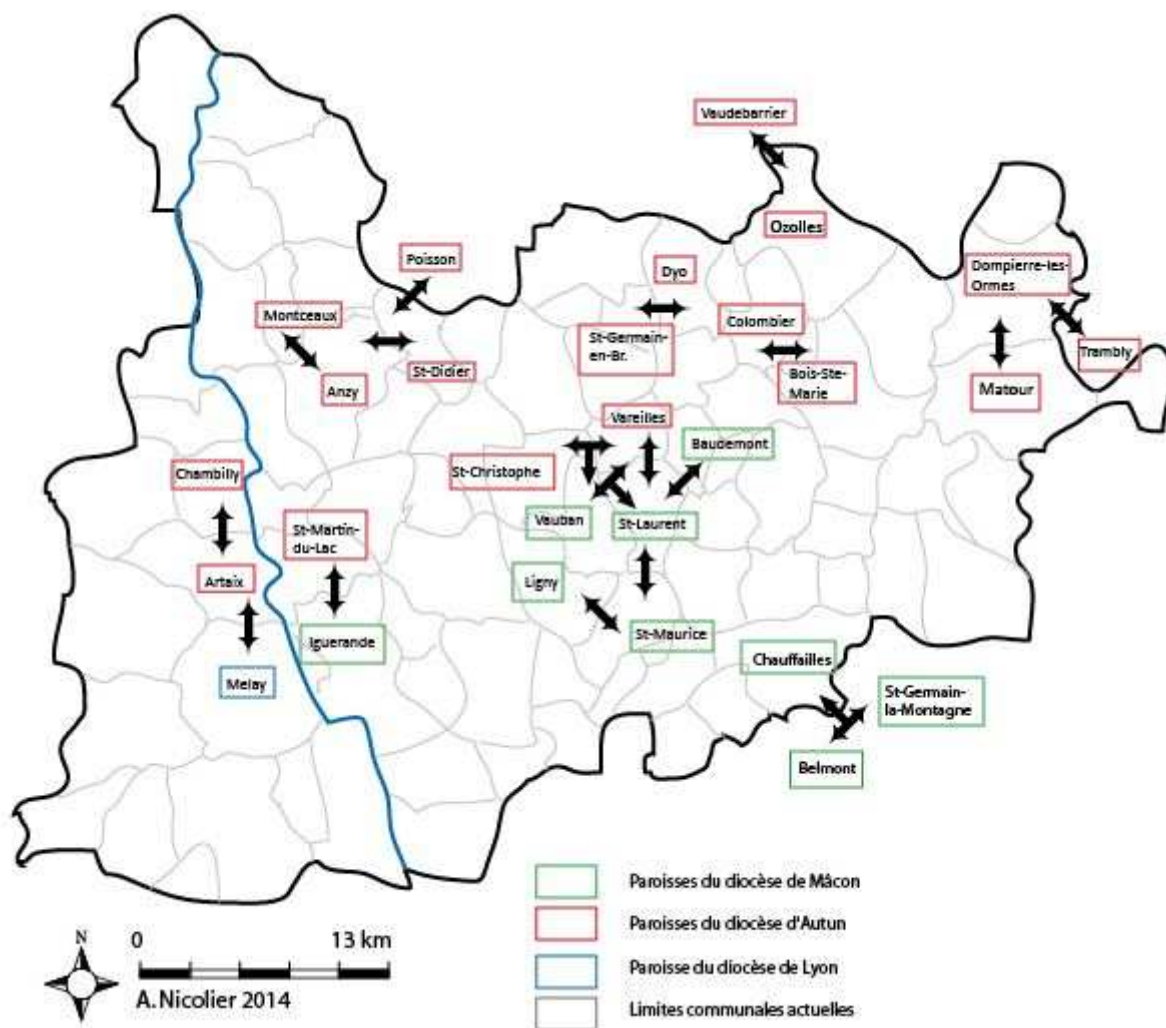 Vaudebarrier
Ozolles
Poisson
Dyo
Dompierre-les-
Ormes
Montceaux
Colombier
St-Germain-
en-Br.
Trambly
St-Didier
Bois-Ste-
Marie
Anzy
Matour
Vareilles
Baudemont
St-Christophe
Chambilly
Vauban
St-Laurent
St-Martin-
du-Lac
Artaix
Ligny
Iguerande
St-Maurice
Chauffailles
Melay
St-Germain-
la-Montagne
Belmont
Paroisses du diocèse de Mâcon
Paroisses du diocèse d'Autun
Paroisse du diocèse de Lyon
Limites communales actuelles
N
0 13 km
A. Nicolier 2014